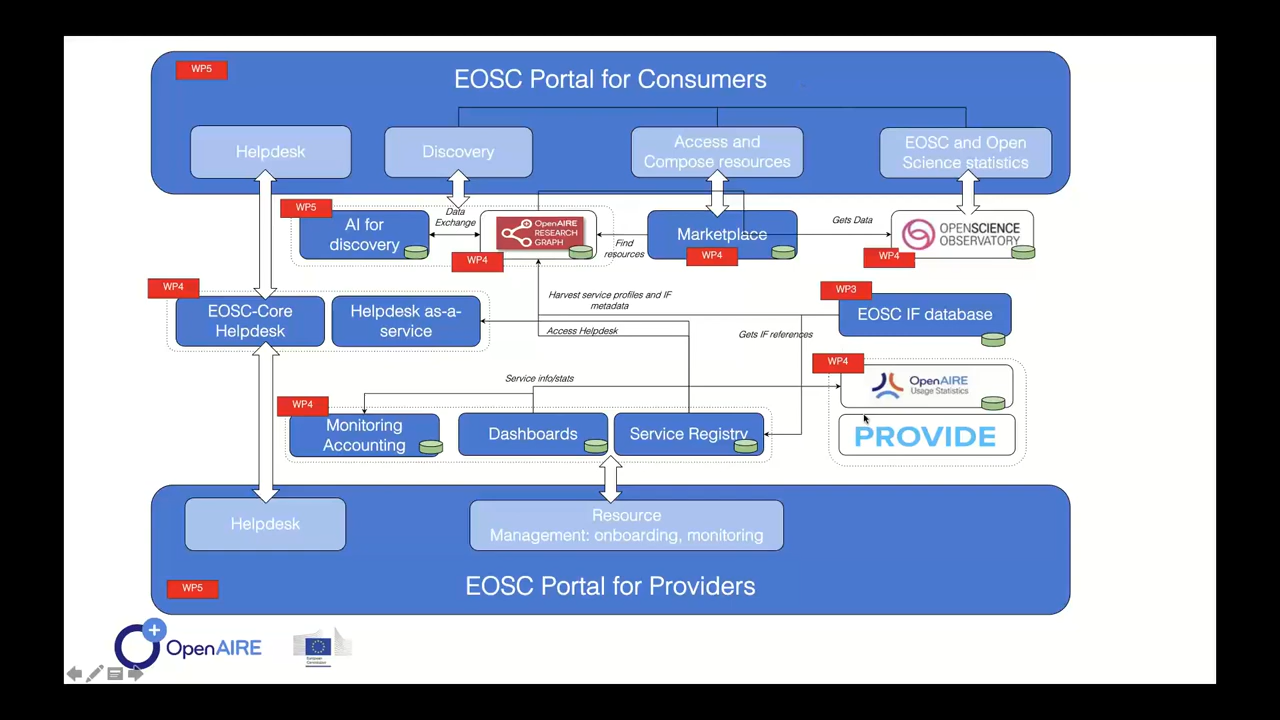 WP5
EOSC Portal for Consumers
Helpdesk
Discovery
Access and
Compose resources
EOSC and Open
Science statistics
WP5
AI for
discovery
Data
Exchange
OpenAIRE
RESEARCH
GRAPH
WP4
Find
resources
Marketplace
WP4
Gets Data
OPENSCIENCE
OBSERVATORY
WP4
WP4
EOSC-Core
Helpdesk
Helpdesk as-a-
service
Harvest service profiles and IF
metadata
Access Helpdesk
WP3
EOSC IF database
Gets IF references
WP4
OpenAIRE
Usage Statistics
PROVIDE
Service info/stats
WP4
Monitoring
Accounting
Dashboards
Service Registry
Helpdesk
Resource
Management: onboarding, monitoring
WP5
EOSC Portal for Providers
OpenAIRE
European
Commission